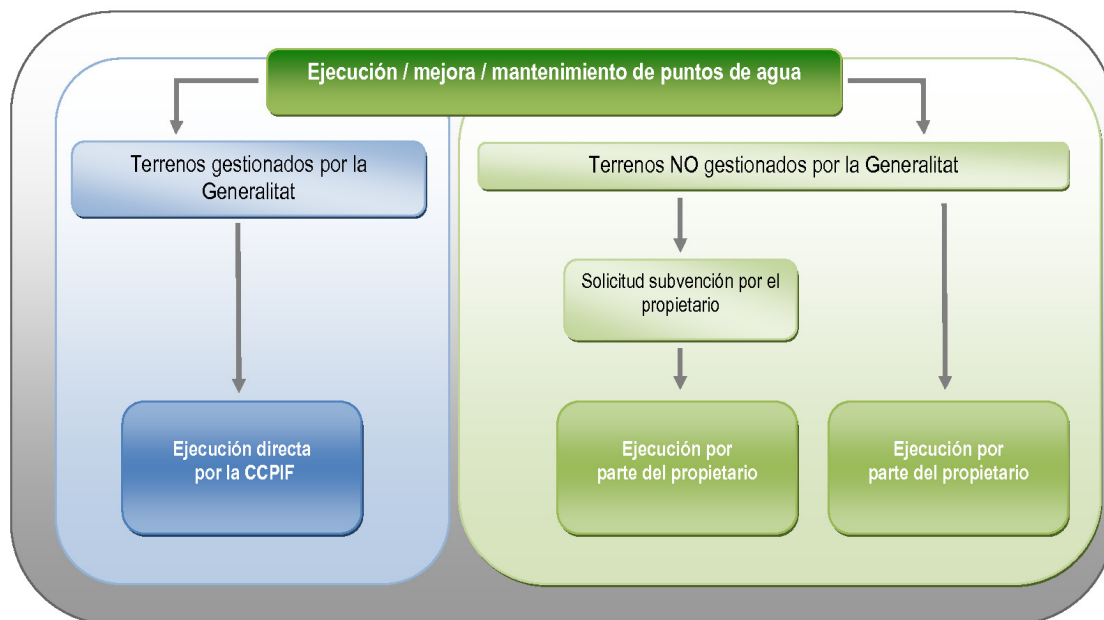 Ejecución / mejora / mantenimiento de puntos de agua
Terrenos gestionados por la
Generalitat
Terrenos NO gestionados por la Generalitat
Solicitud subvención por el
propietario
Ejecución directa
por la CCPIF
Ejecución por
parte del propietario
Ejecución por
parte del propietario